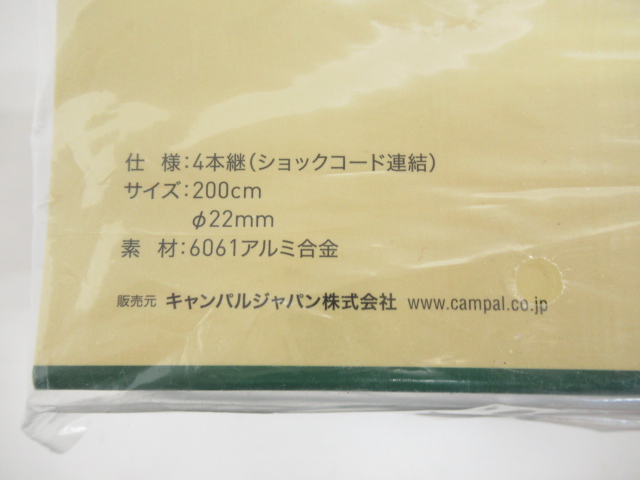 仕 様：4本継（ショックコード連結）
サイズ：200cm
φ22mm
素 材：6061アルミ合金
販売元 キャンパルジャパン株式会社 www.campal.co.jp